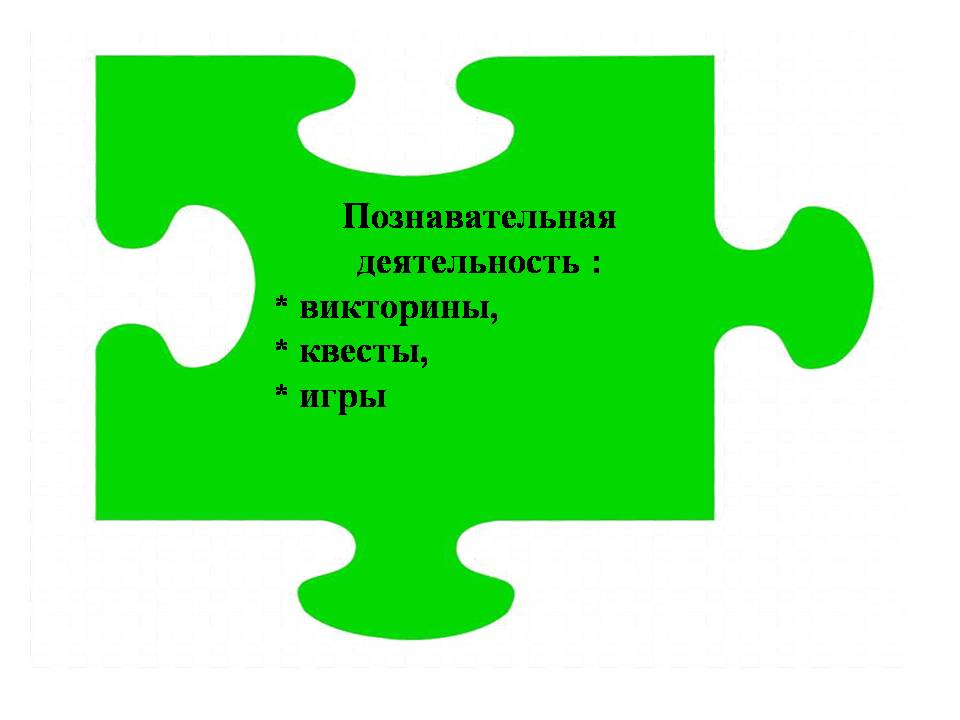 Познавательная
деятельность :
* викторины,
* квесты,
* игры